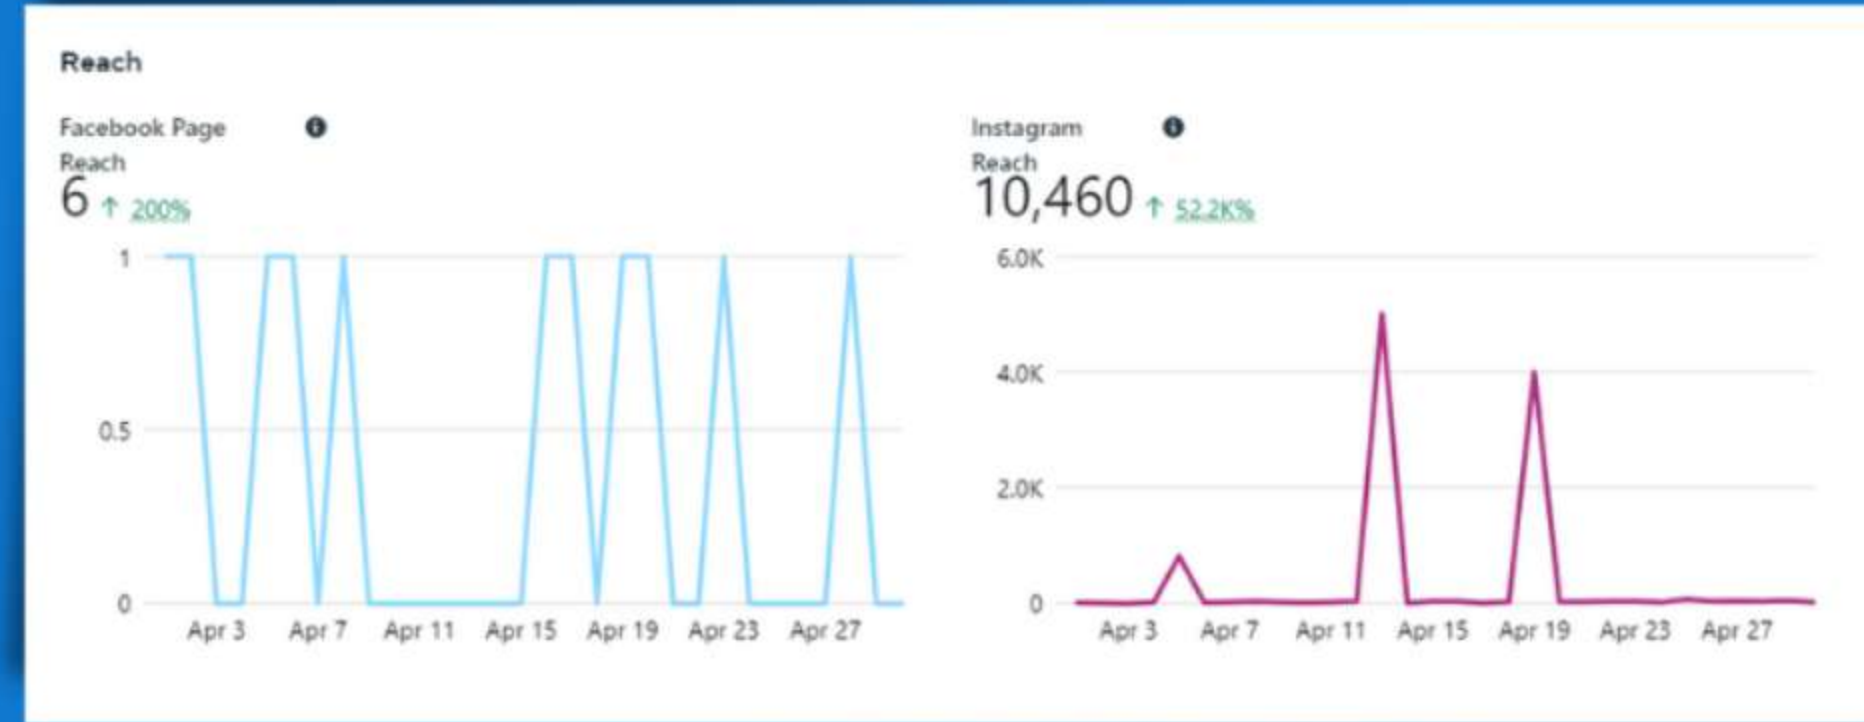 Reach
Facebook Page
Reach
6 ↑ 200%
1
0.5
0
Apr 3 Apr 7 Apr 11 Apr 15 Apr 19 Apr 23 Apr 27
Instagram
Reach
10,460 ↑ 52.2K%
6.0K
4.0K
2.0K
0
Apr 3 Apr 7 Apr 11 Apr 15 Apr 19 Apr 23 Apr 27